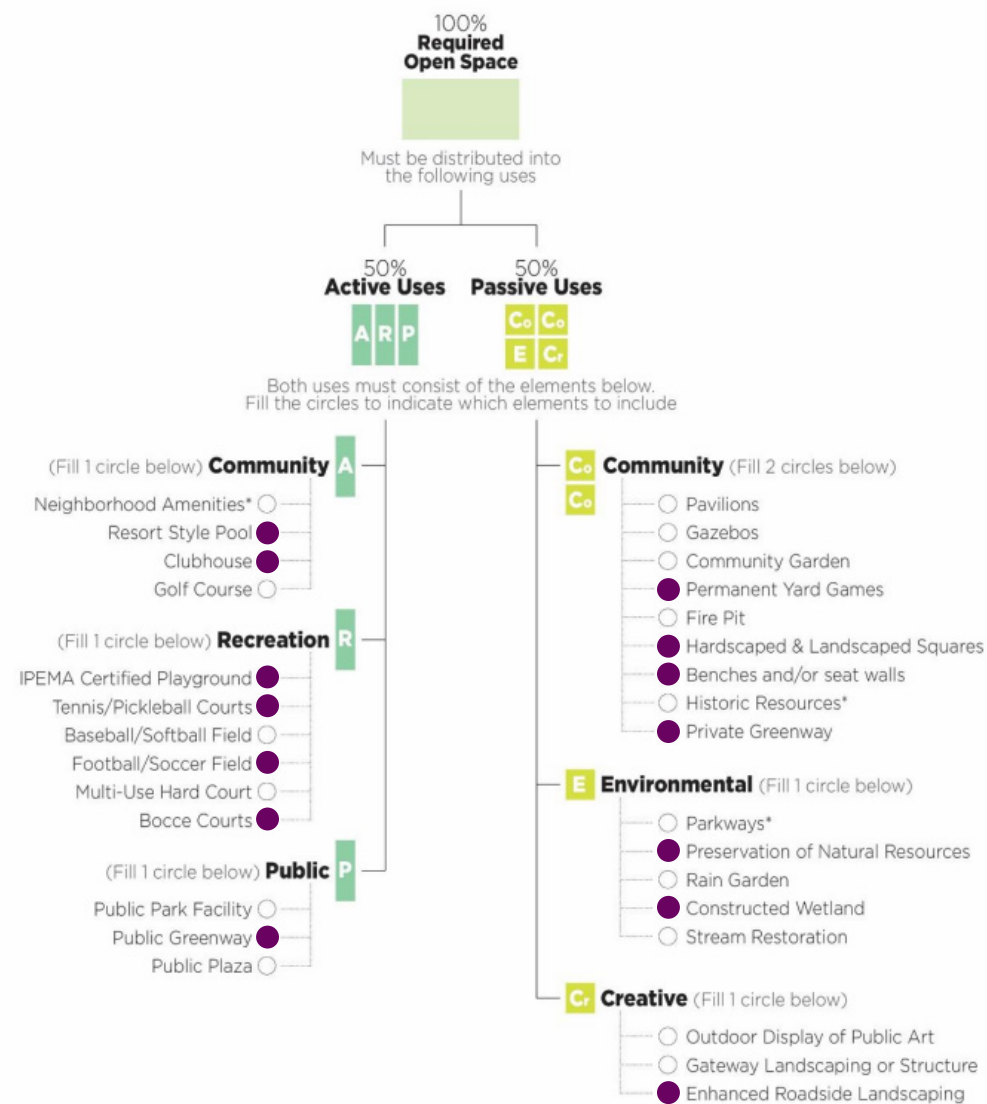 100%
Required
Open Space
Must be distributed into
the following uses
50%
Active Uses
A R P
50%
Passive Uses
Co Co
E Cr
Both uses must consist of the elements below.
Fill the circles to indicate which elements to include
(Fill 1 circle below) Community A
Neighborhood Amenities*
Resort Style Pool
Clubhouse
Golf Course
(Fill 1 circle below) Recreation R
IPEMA Certified Playground
Tennis/Pickleball Courts
Baseball/Softball Field
Football/Soccer Field
Multi-Use Hard Court
Bocce Courts
(Fill 1 circle below) Public P
Public Park Facility
Public Greenway
Public Plaza
Co Community (Fill 2 circles below)
Co
Pavilions
Gazebos
Community Garden
Permanent Yard Games
Fire Pit
Hardscaped & Landscaped Squares
Benches and/or seat walls
Historic Resources*
Private Greenway
E Environmental (Fill 1 circle below)
Parkways*
Preservation of Natural Resources
Rain Garden
Constructed Wetland
Stream Restoration
Cr Creative (Fill 1 circle below)
Outdoor Display of Public Art
Gateway Landscaping or Structure
Enhanced Roadside Landscaping